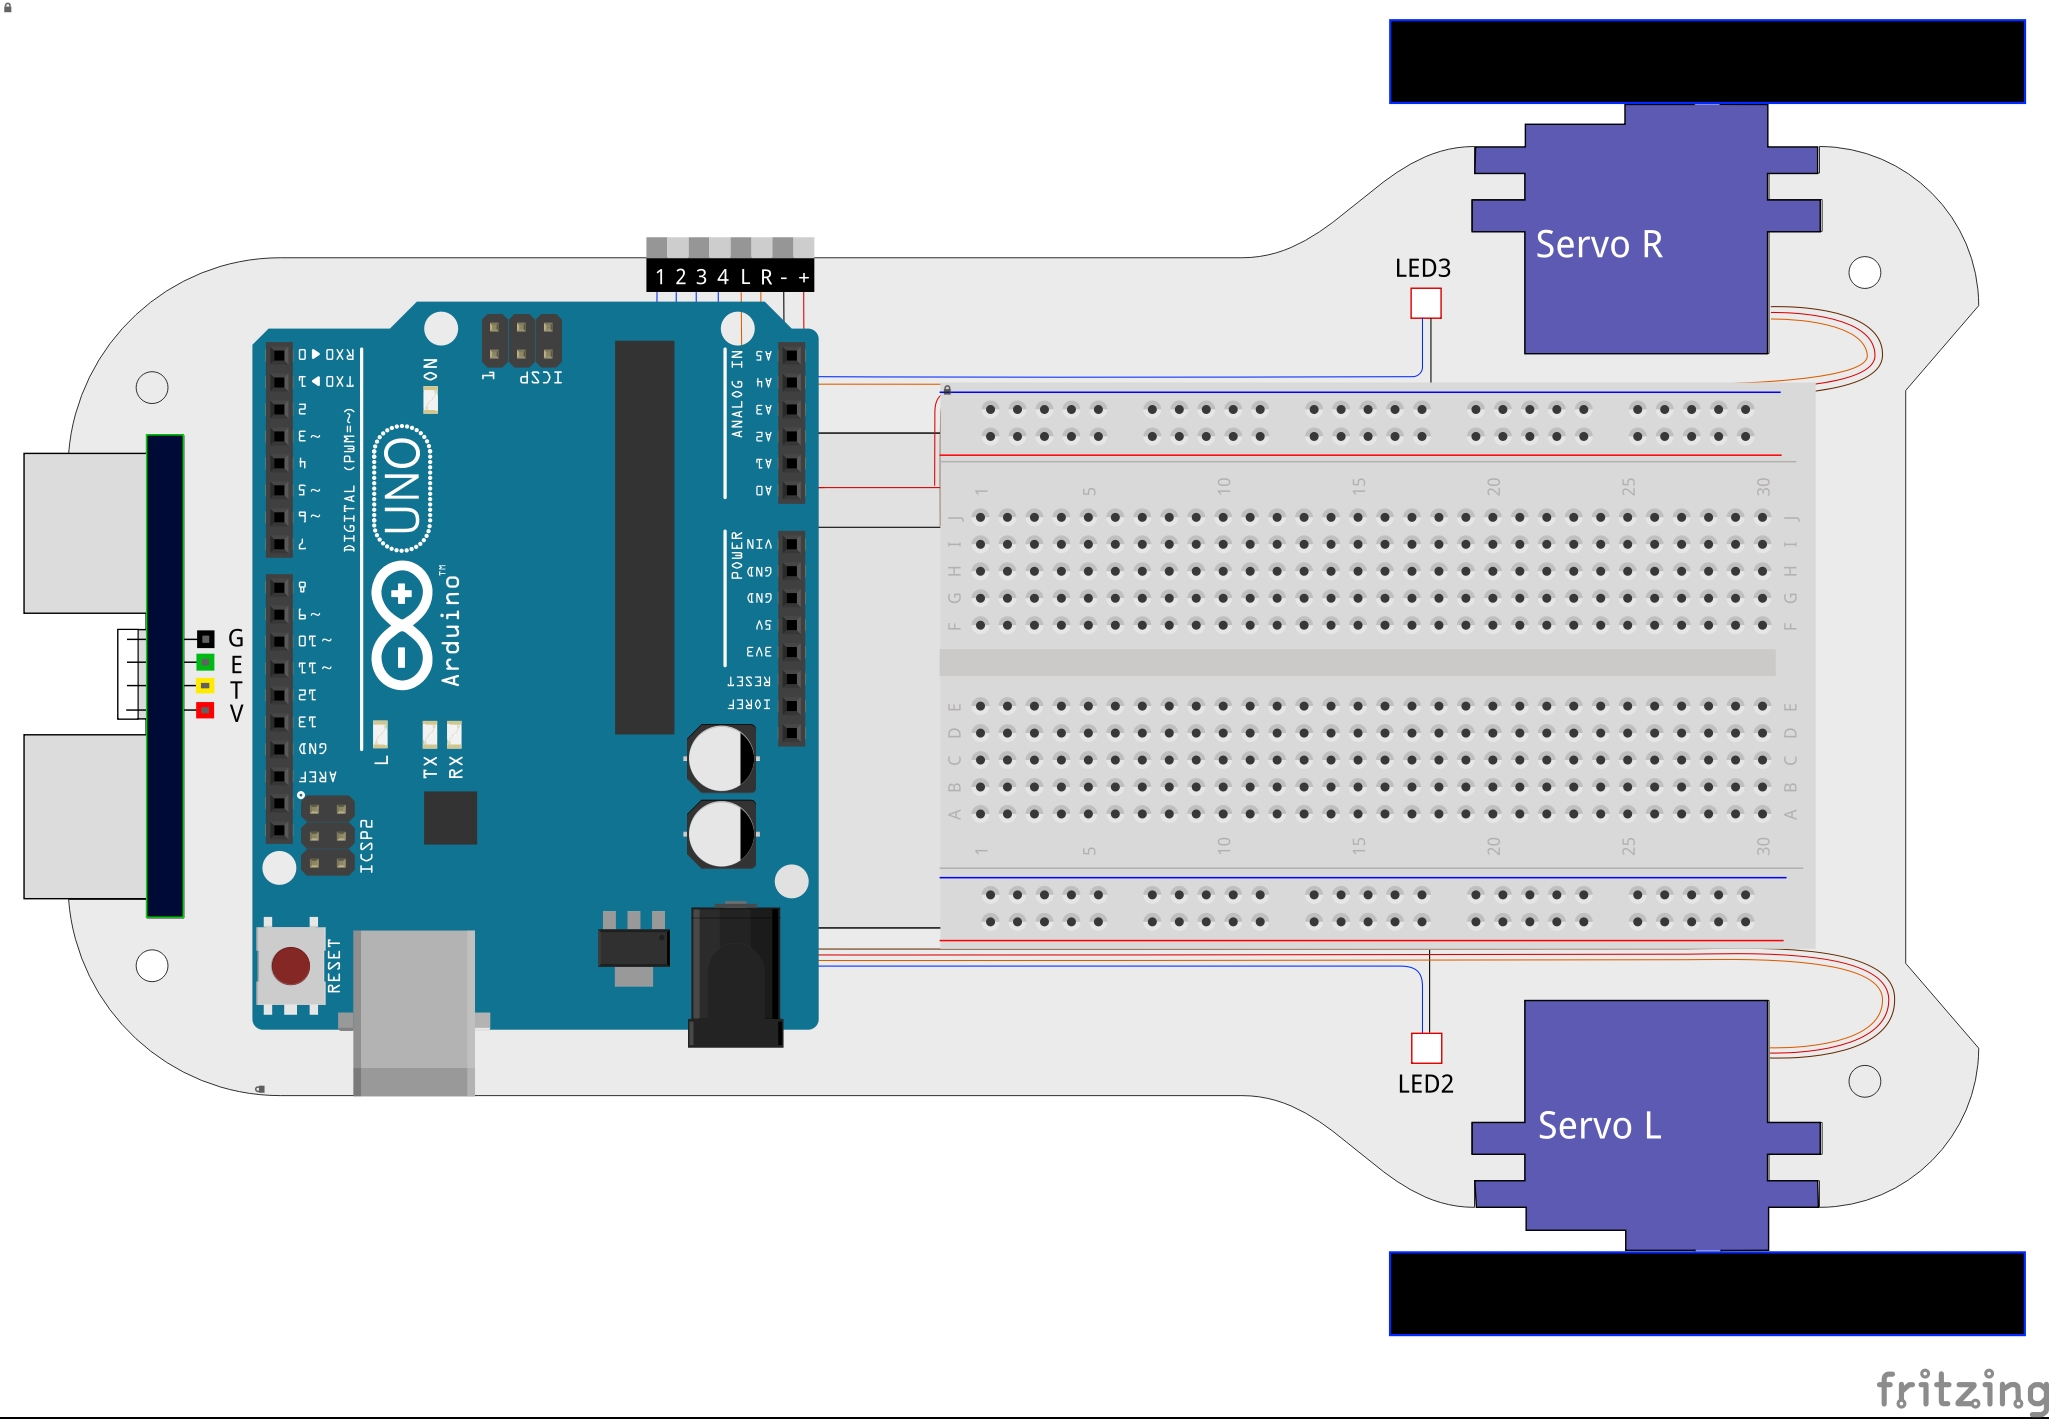 Servo R
LED3
1 2 3 4 L R - +
RX0 ◀ 0
TX0 ▶ 1
2
~3
4
~5
~6
7
8
~9
~10
~11
12
13
GND
AREF
DIGITAL (PWM=~)
ON
1
ICSP
UNO
Arduino™
ANALOG IN
A5
A4
A3
A2
A1
A0
POWER
VIN
GND
GND
5V
3V3
RESET
IOREF
L
TX
RX
ICSP2
RESET
G
E
T
V
1 5 10 15 20 25 30
J J
I I
H H
G G
F F
E E
D D
C C
B B
A A
1 5 10 15 20 25 30
LED2
Servo L
fritzing